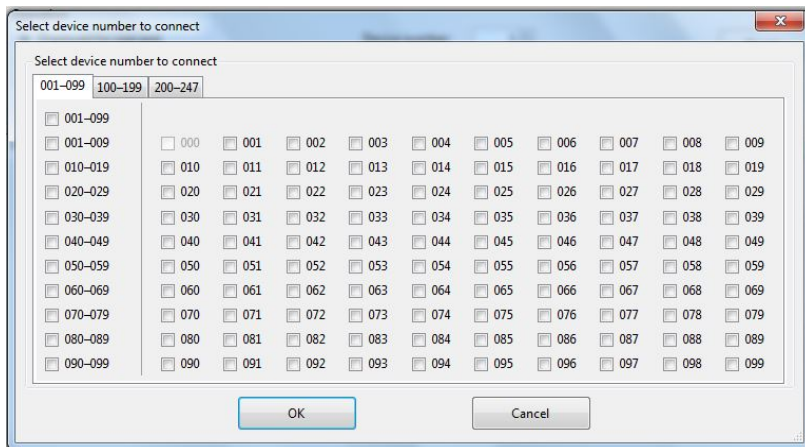 Select device number to connect
Select device number to connect
001–099 100–199 200–247
001–099
001–009 000 001 002 003 004 005 006 007 008 009
010–019 010 011 012 013 014 015 016 017 018 019
020–029 020 021 022 023 024 025 026 027 028 029
030–039 030 031 032 033 034 035 036 037 038 039
040–049 040 041 042 043 044 045 046 047 048 049
050–059 050 051 052 053 054 055 056 057 058 059
060–069 060 061 062 063 064 065 066 067 068 069
070–079 070 071 072 073 074 075 076 077 078 079
080–089 080 081 082 083 084 085 086 087 088 089
090–099 090 091 092 093 094 095 096 097 098 099
OK Cancel